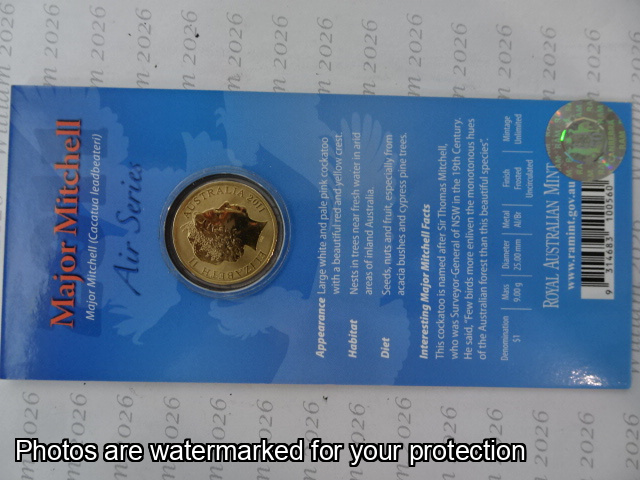 Major Mitchell
Major Mitchell (Cacatua leadbeateri)
Air Series
ELIZABETH II AUSTRALIA 2011
Appearance Large white and pale pink cockatoo
with a beautiful red and yellow crest.
Habitat Nests in trees near fresh water in arid
areas of inland Australia.
Diet Seeds, nuts and fruit, especially from
acacia bushes and cypress pine trees.
Interesting Major Mitchell Facts
This cockatoo is named after Sir Thomas Mitchell,
who was Surveyor General of NSW in the 19th Century.
He said, "Few birds more enliven the monotonous hues
of the Australian forest than this beautiful species".
Denomination Mass Diameter Metal Finish Mintage
$1 9.00 g 25.00 mm Al/Br Frosted Unlimited
Uncirculated
ROYAL AUSTRALIAN MINT
www.ramint.gov.au
9 314683 100560
Photos are watermarked for your protection